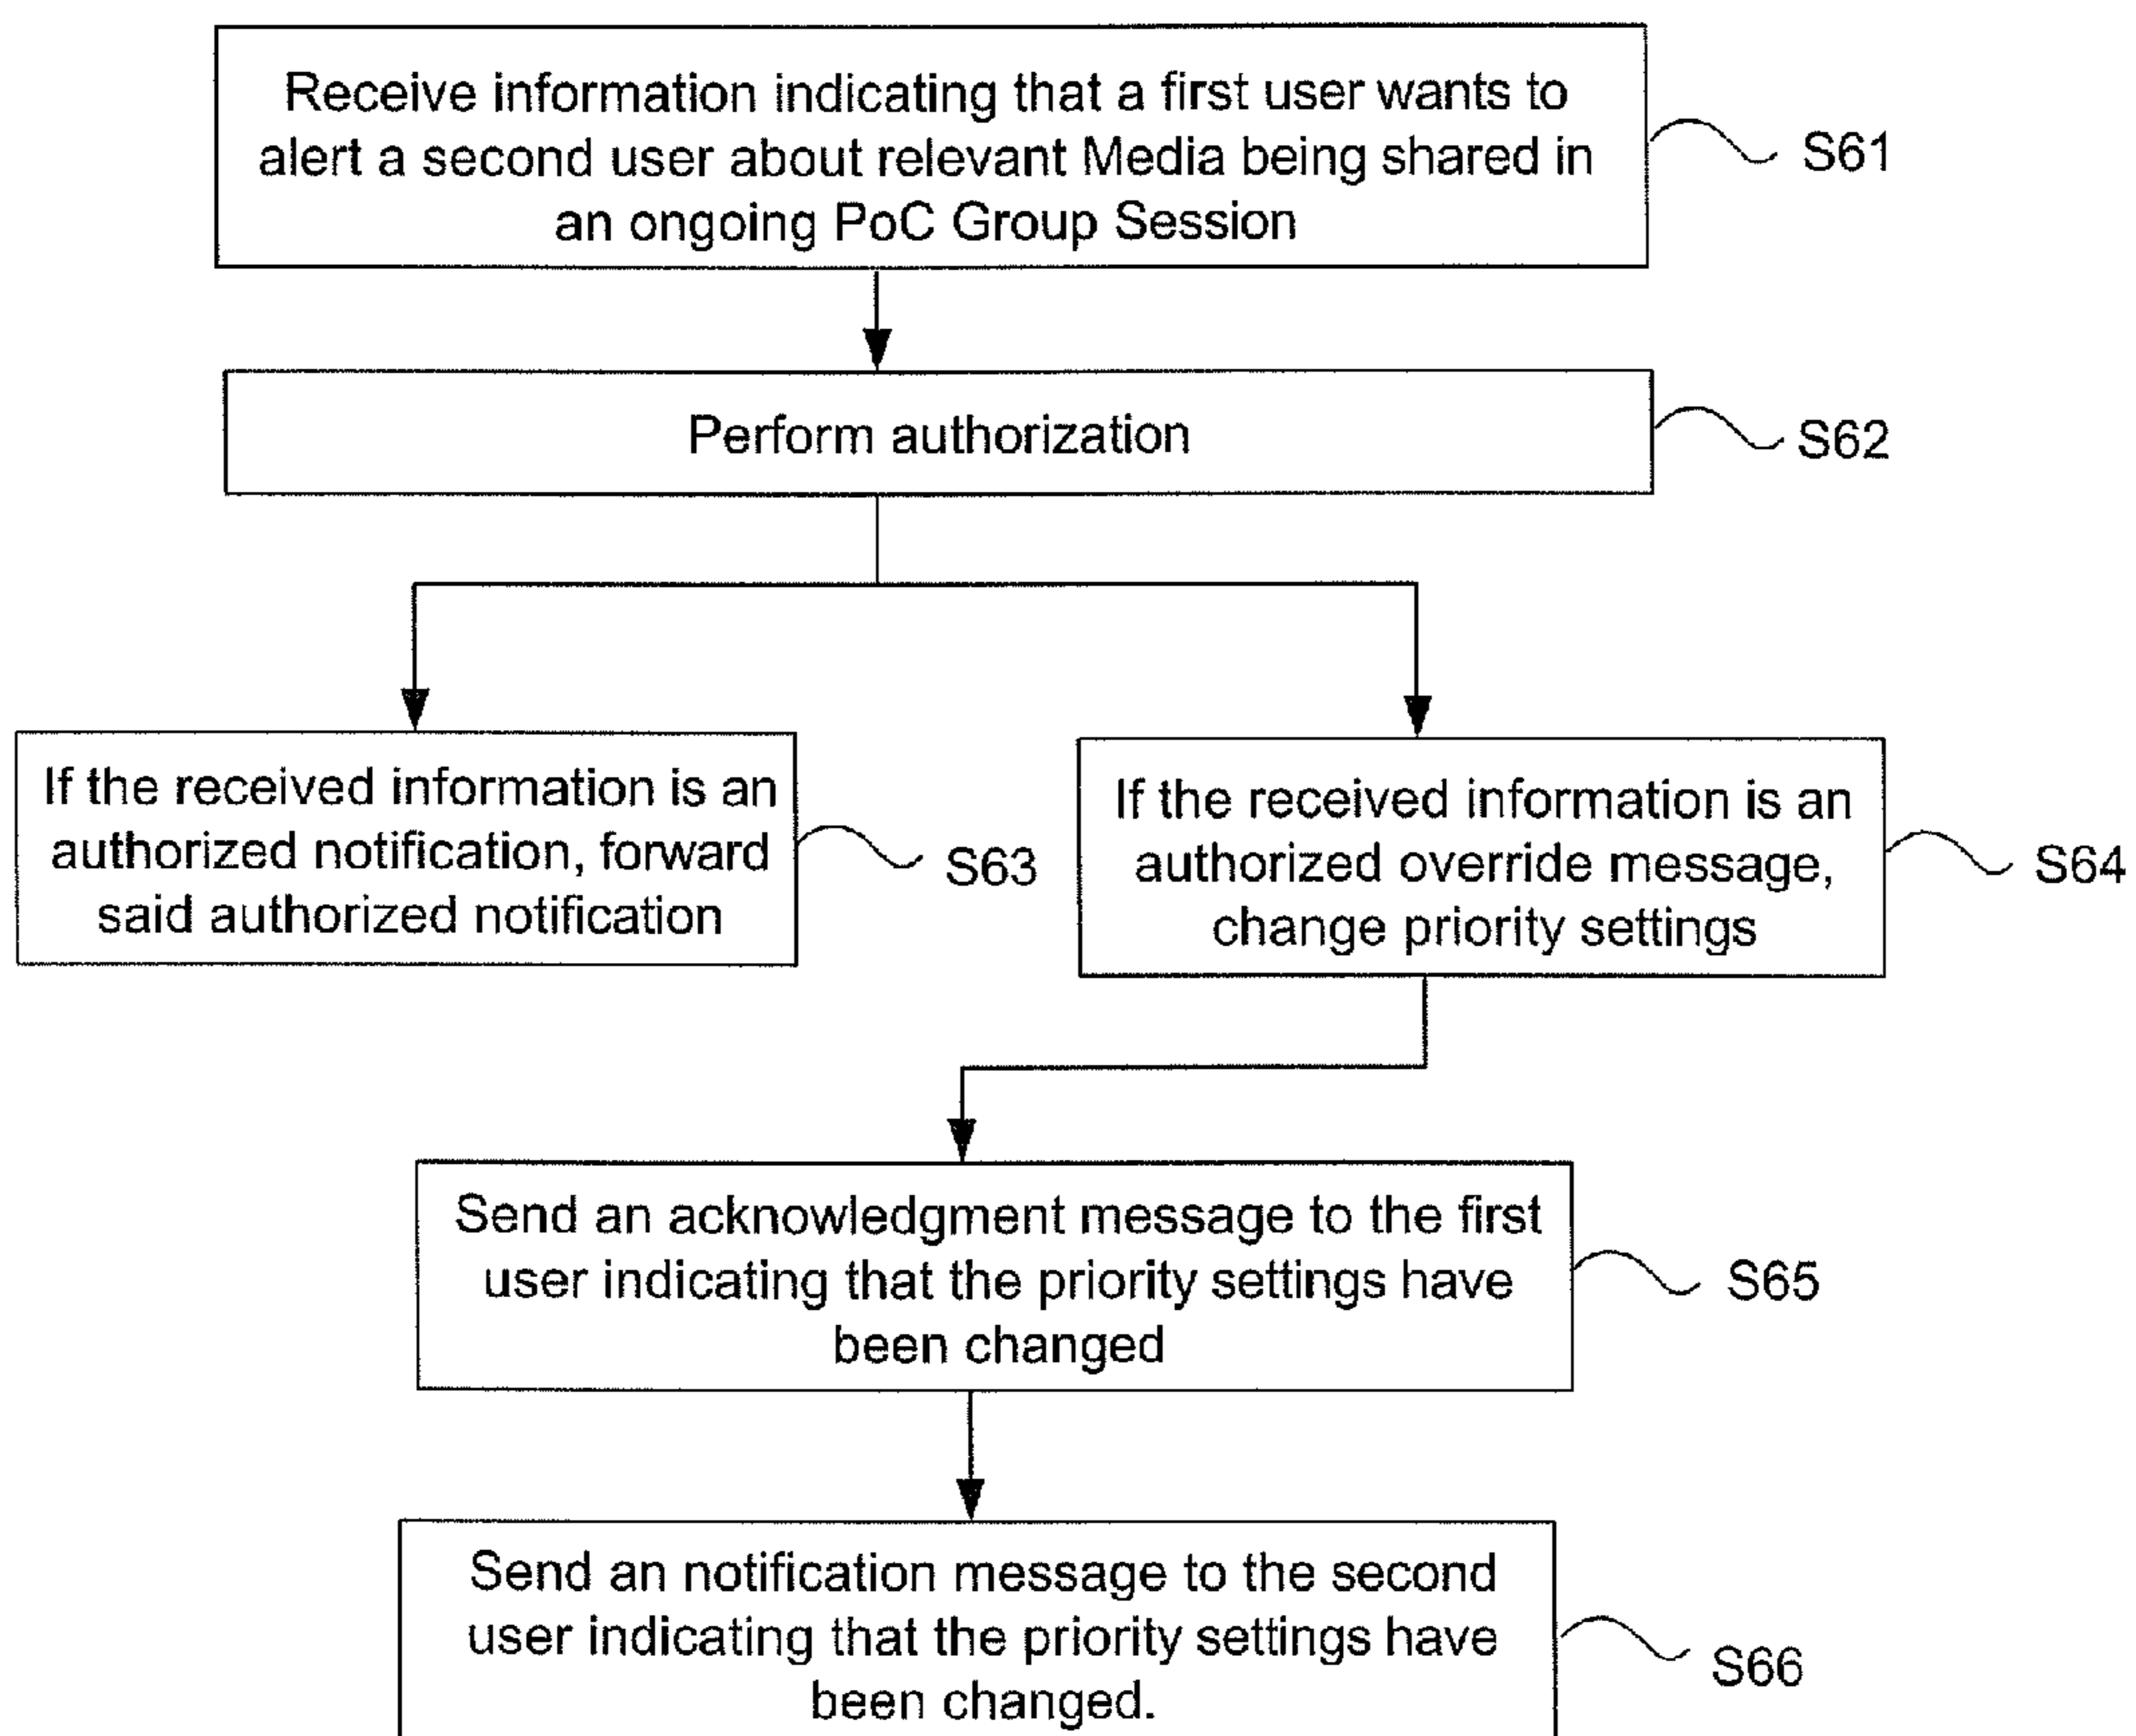 Receive information indicating that a first user wants to
alert a second user about relevant Media being shared in
an ongoing PoC Group Session
S61
Perform authorization
S62
If the received information is an
authorized notification, forward
said authorized notification
S63
If the received information is an
authorized override message,
change priority settings
S64
Send an acknowledgment message to the first
user indicating that the priority settings have
been changed
S65
Send an notification message to the second
user indicating that the priority settings have
been changed.
S66